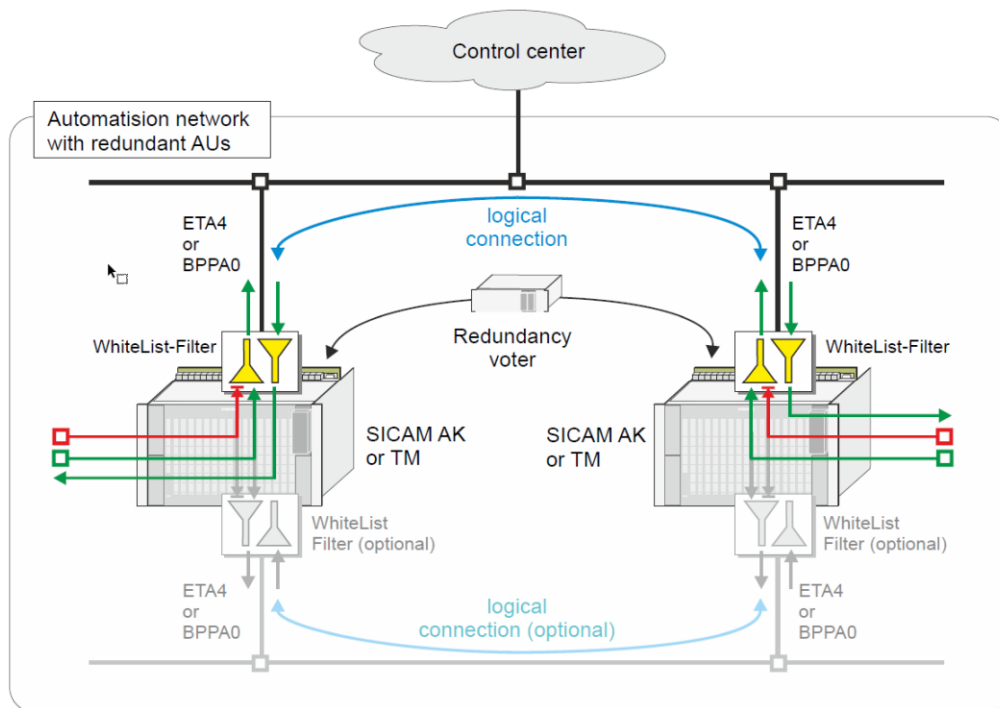 Control center
Automatision network
with redundant AUs
ETA4
or
BPPA0
logical
connection
ETA4
or
BPPA0
WhiteList-Filter
Redundancy
voter
WhiteList-Filter
SICAM AK
or TM
SICAM AK
or TM
WhiteList
Filter (optional)
WhiteList
Filter (optional)
ETA4
or
BPPA0
logical
connection (optional)
ETA4
or
BPPA0